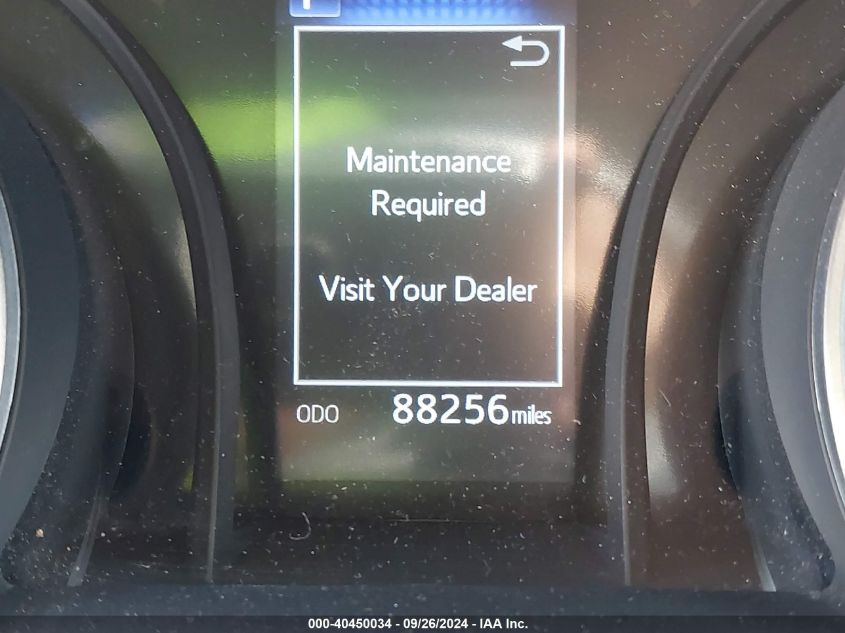 Maintenance
Required
Visit Your Dealer
ODO 88256 miles
000-40450034 - 09/26/2024 - IAA Inc.